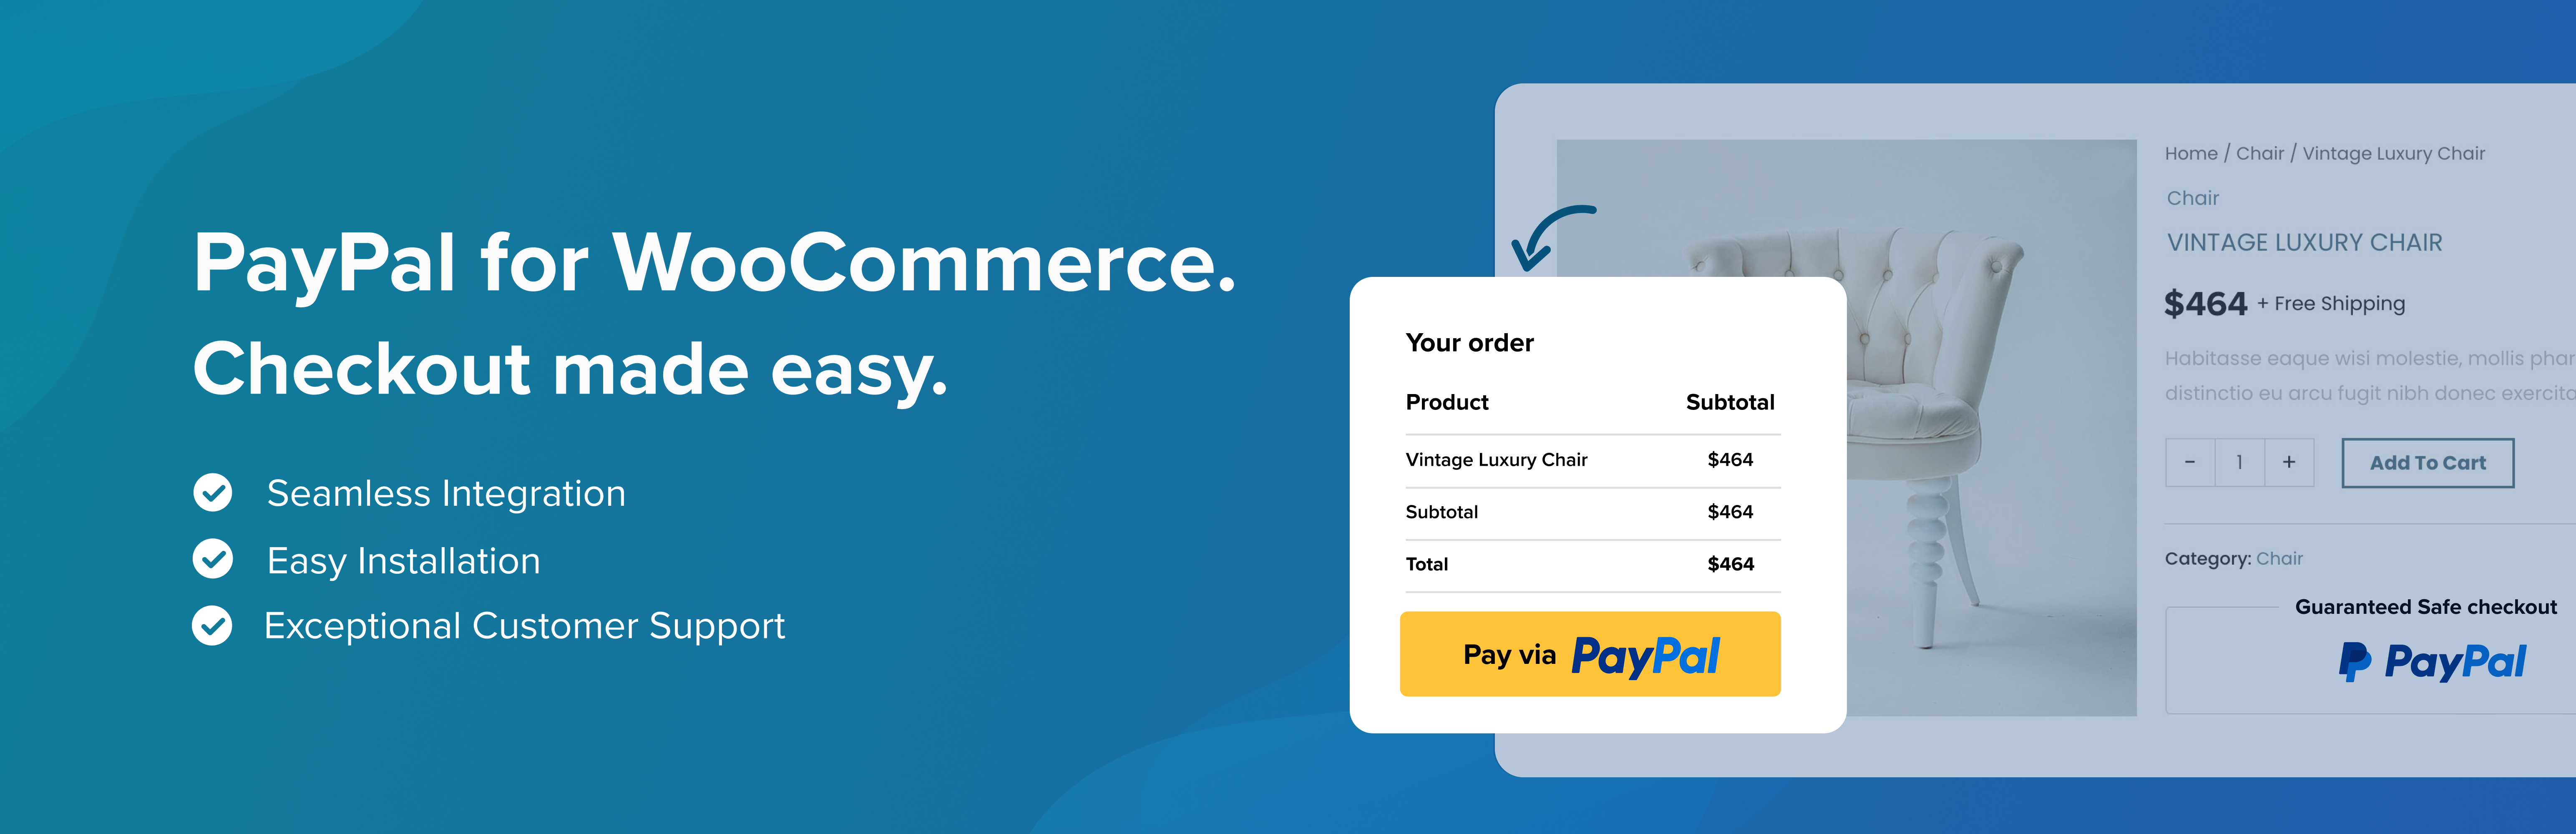 PayPal for WooCommerce.
Checkout made easy.
Seamless Integration
Easy Installation
Exceptional Customer Support
Your order
Product Subtotal
Vintage Luxury Chair $464
Subtotal $464
Total $464
Pay via PayPal
Home / Chair / Vintage Luxury Chair
Chair
VINTAGE LUXURY CHAIR
$464 + Free Shipping
Habitasse eaque wisi molestie, mollis phar
distinctio eu arcu fugit nibh donec exercita
- 1 + Add To Cart
Category: Chair
Guaranteed Safe checkout
PayPal